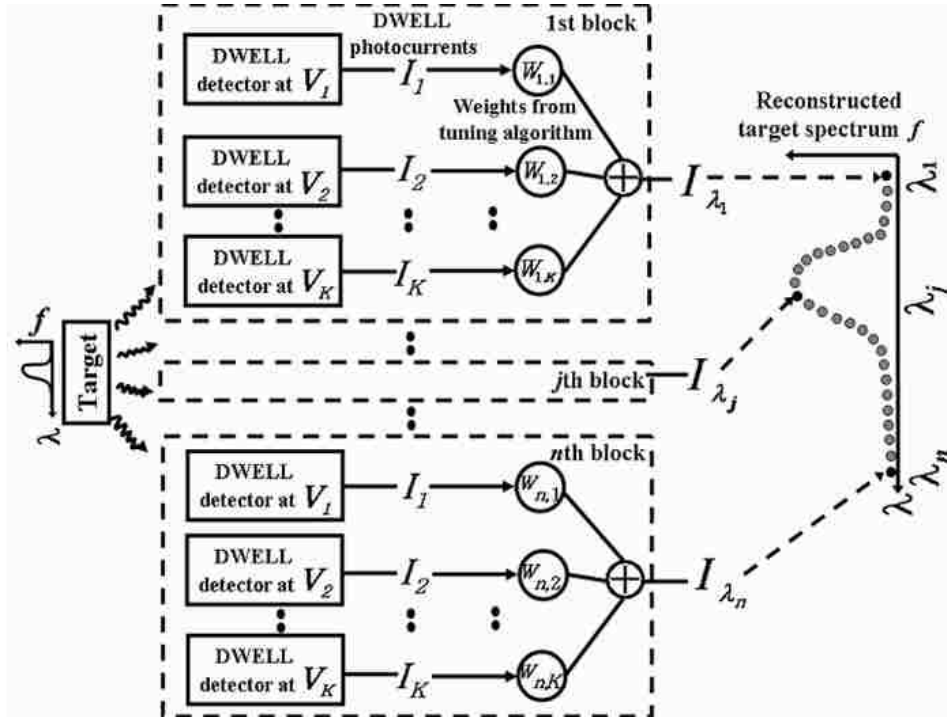 1st block
DWELL
photocurrents
DWELL
detector at V1
I1
W1,1
Weights from
tuning algorithm
DWELL
detector at V2
I2
W1,2
DWELL
detector at VK
IK
W1,K
Iλ1
Reconstructed
target spectrum f
λ1
λj
λn
λ
f
λ
Target
jth block
Iλj
nth block
DWELL
detector at V1
I1
Wn,1
DWELL
detector at V2
I2
Wn,2
Iλn
DWELL
detector at VK
IK
Wn,K